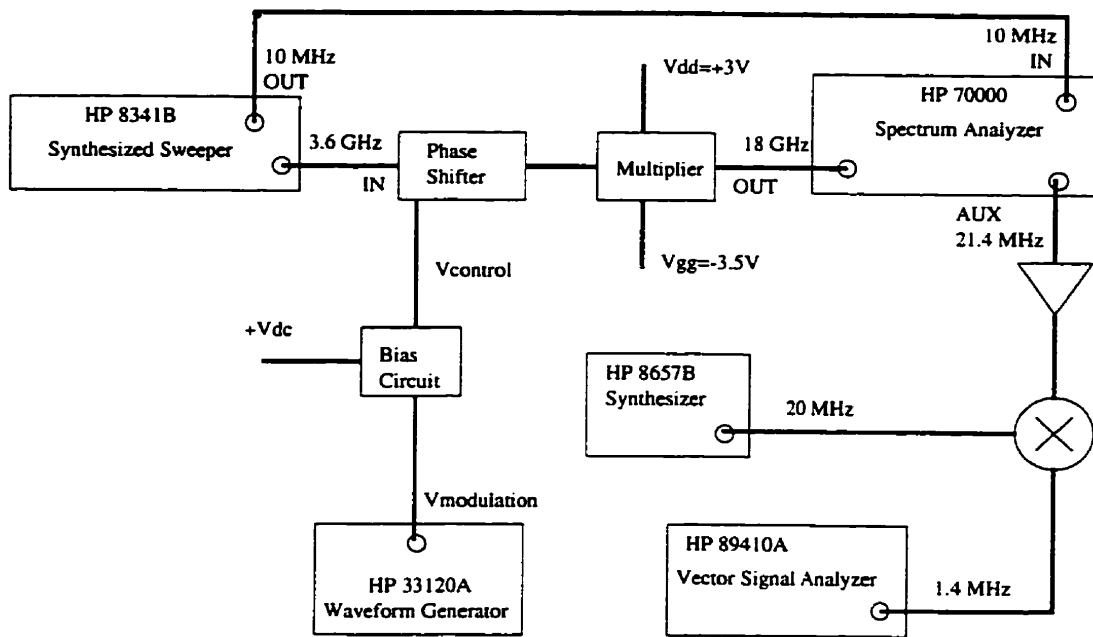 10 MHz
OUT
10 MHz
IN
HP 8341B
Synthesized Sweeper
3.6 GHz
IN
Phase
Shifter
Vdd=+3V
Multiplier
Vgg=-3.5V
18 GHz
OUT
HP 70000
Spectrum Analyzer
AUX
21.4 MHz
Vcontrol
+Vdc
Bias
Circuit
Vmodulation
HP 33120A
Waveform Generator
HP 8657B
Synthesizer
20 MHz
HP 89410A
Vector Signal Analyzer
1.4 MHz